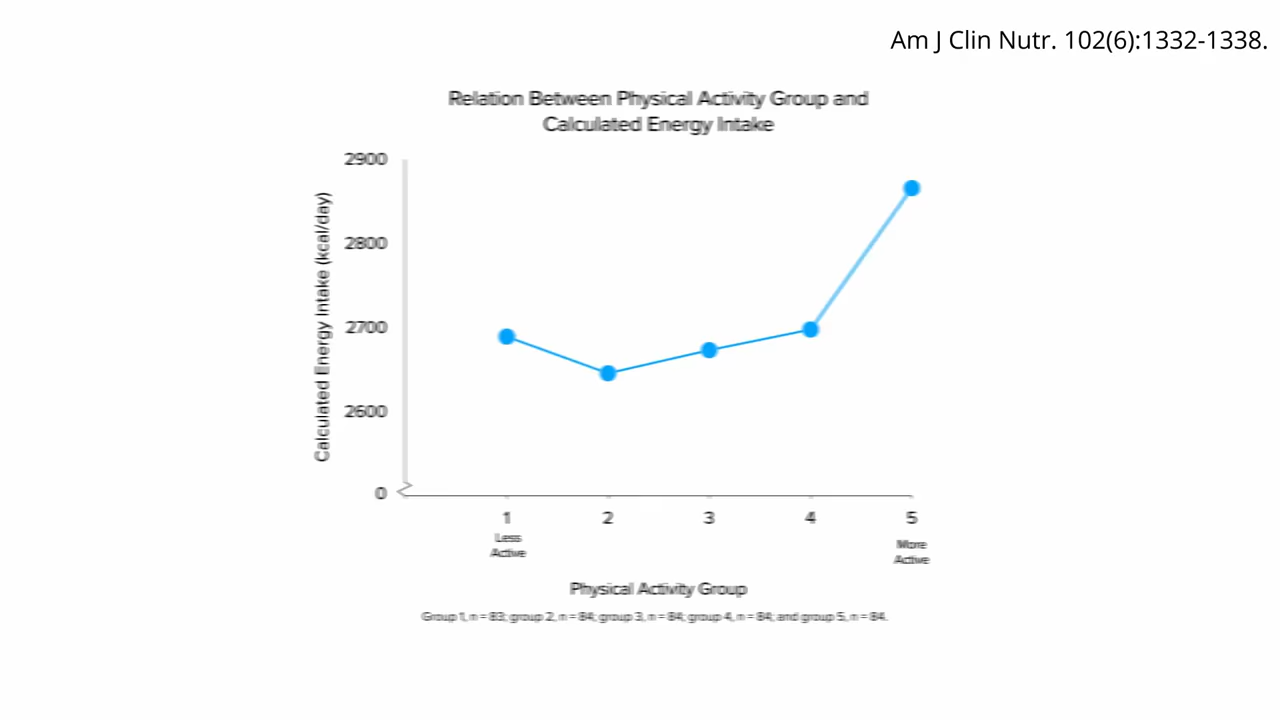 Am J Clin Nutr. 102(6):1332-1338.
Relation Between Physical Activity Group and
Calculated Energy Intake
Calculated Energy Intake (kcal/day)
2900
2800
2700
2600
0
1
2
3
4
5
Less
Active
More
Active
Physical Activity Group
Group 1, n = 83; group 2, n = 84; group 3, n = 84; group 4, n = 84; and group 5, n = 84.